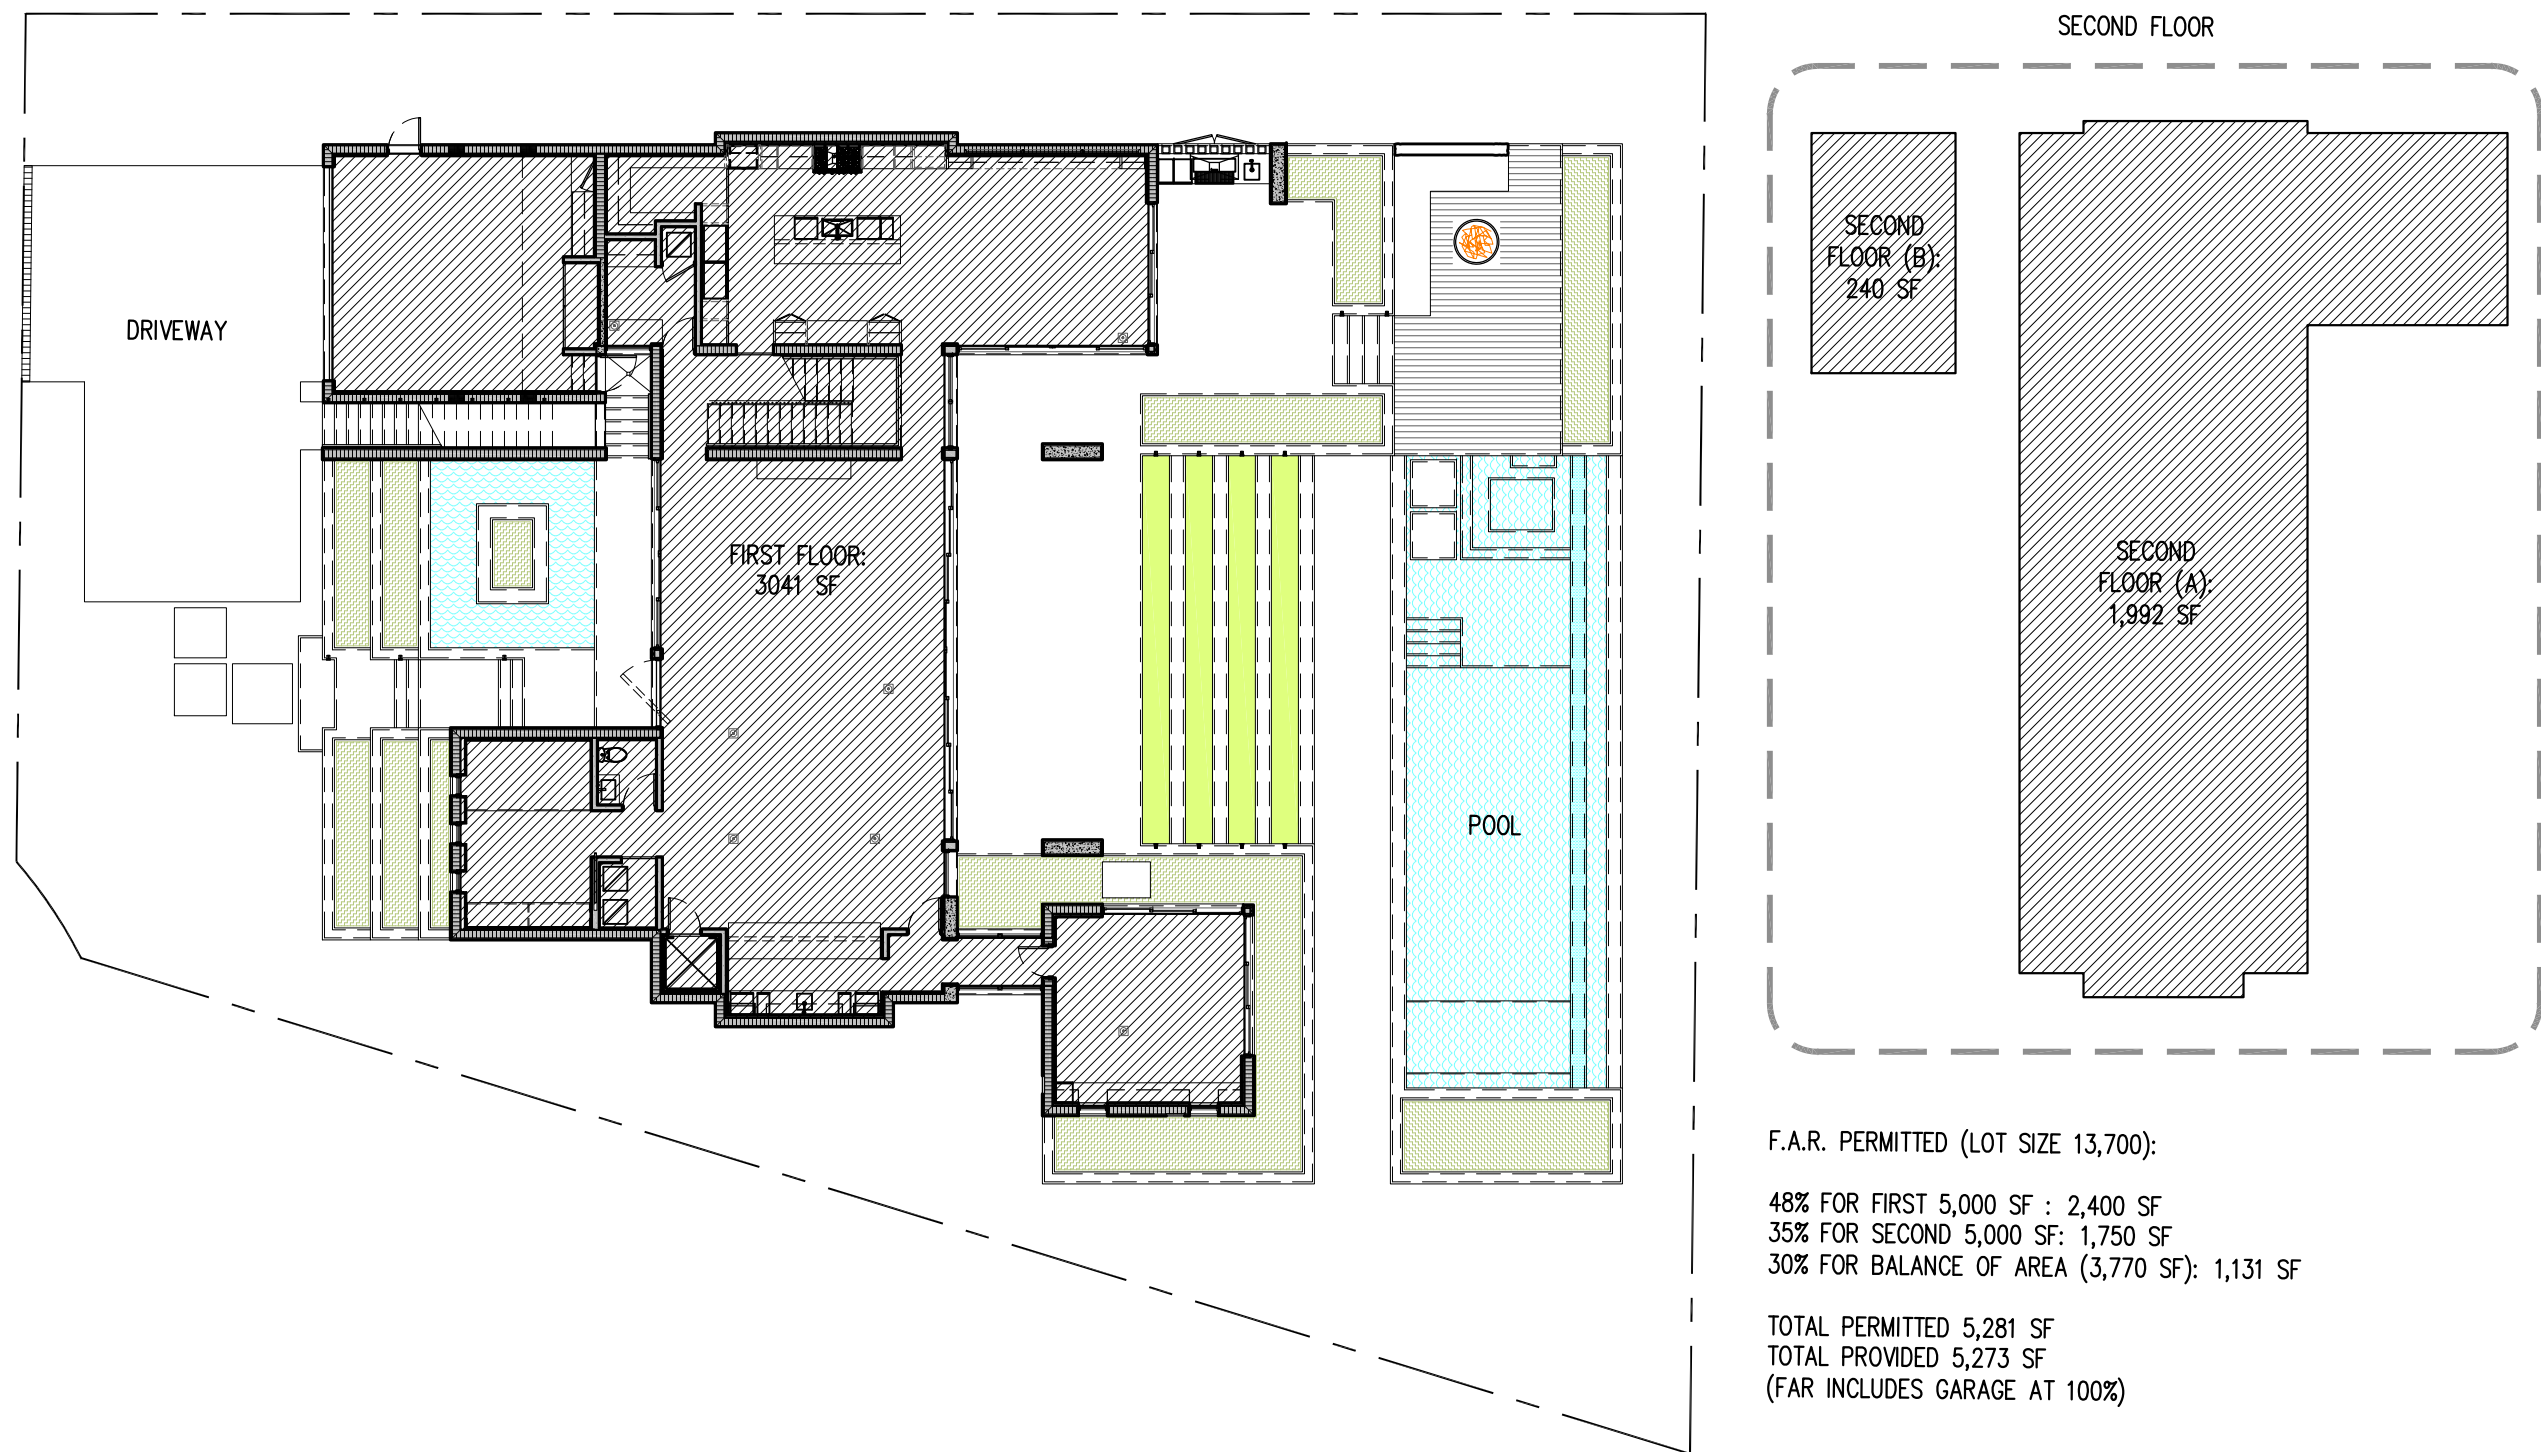 SECOND FLOOR
DRIVEWAY
FIRST FLOOR:
3041 SF
POOL
SECOND
FLOOR (B):
240 SF
SECOND
FLOOR (A):
1,992 SF
F.A.R. PERMITTED (LOT SIZE 13,700):
48% FOR FIRST 5,000 SF : 2,400 SF
35% FOR SECOND 5,000 SF: 1,750 SF
30% FOR BALANCE OF AREA (3,770 SF): 1,131 SF
TOTAL PERMITTED 5,281 SF
TOTAL PROVIDED 5,273 SF
(FAR INCLUDES GARAGE AT 100%)